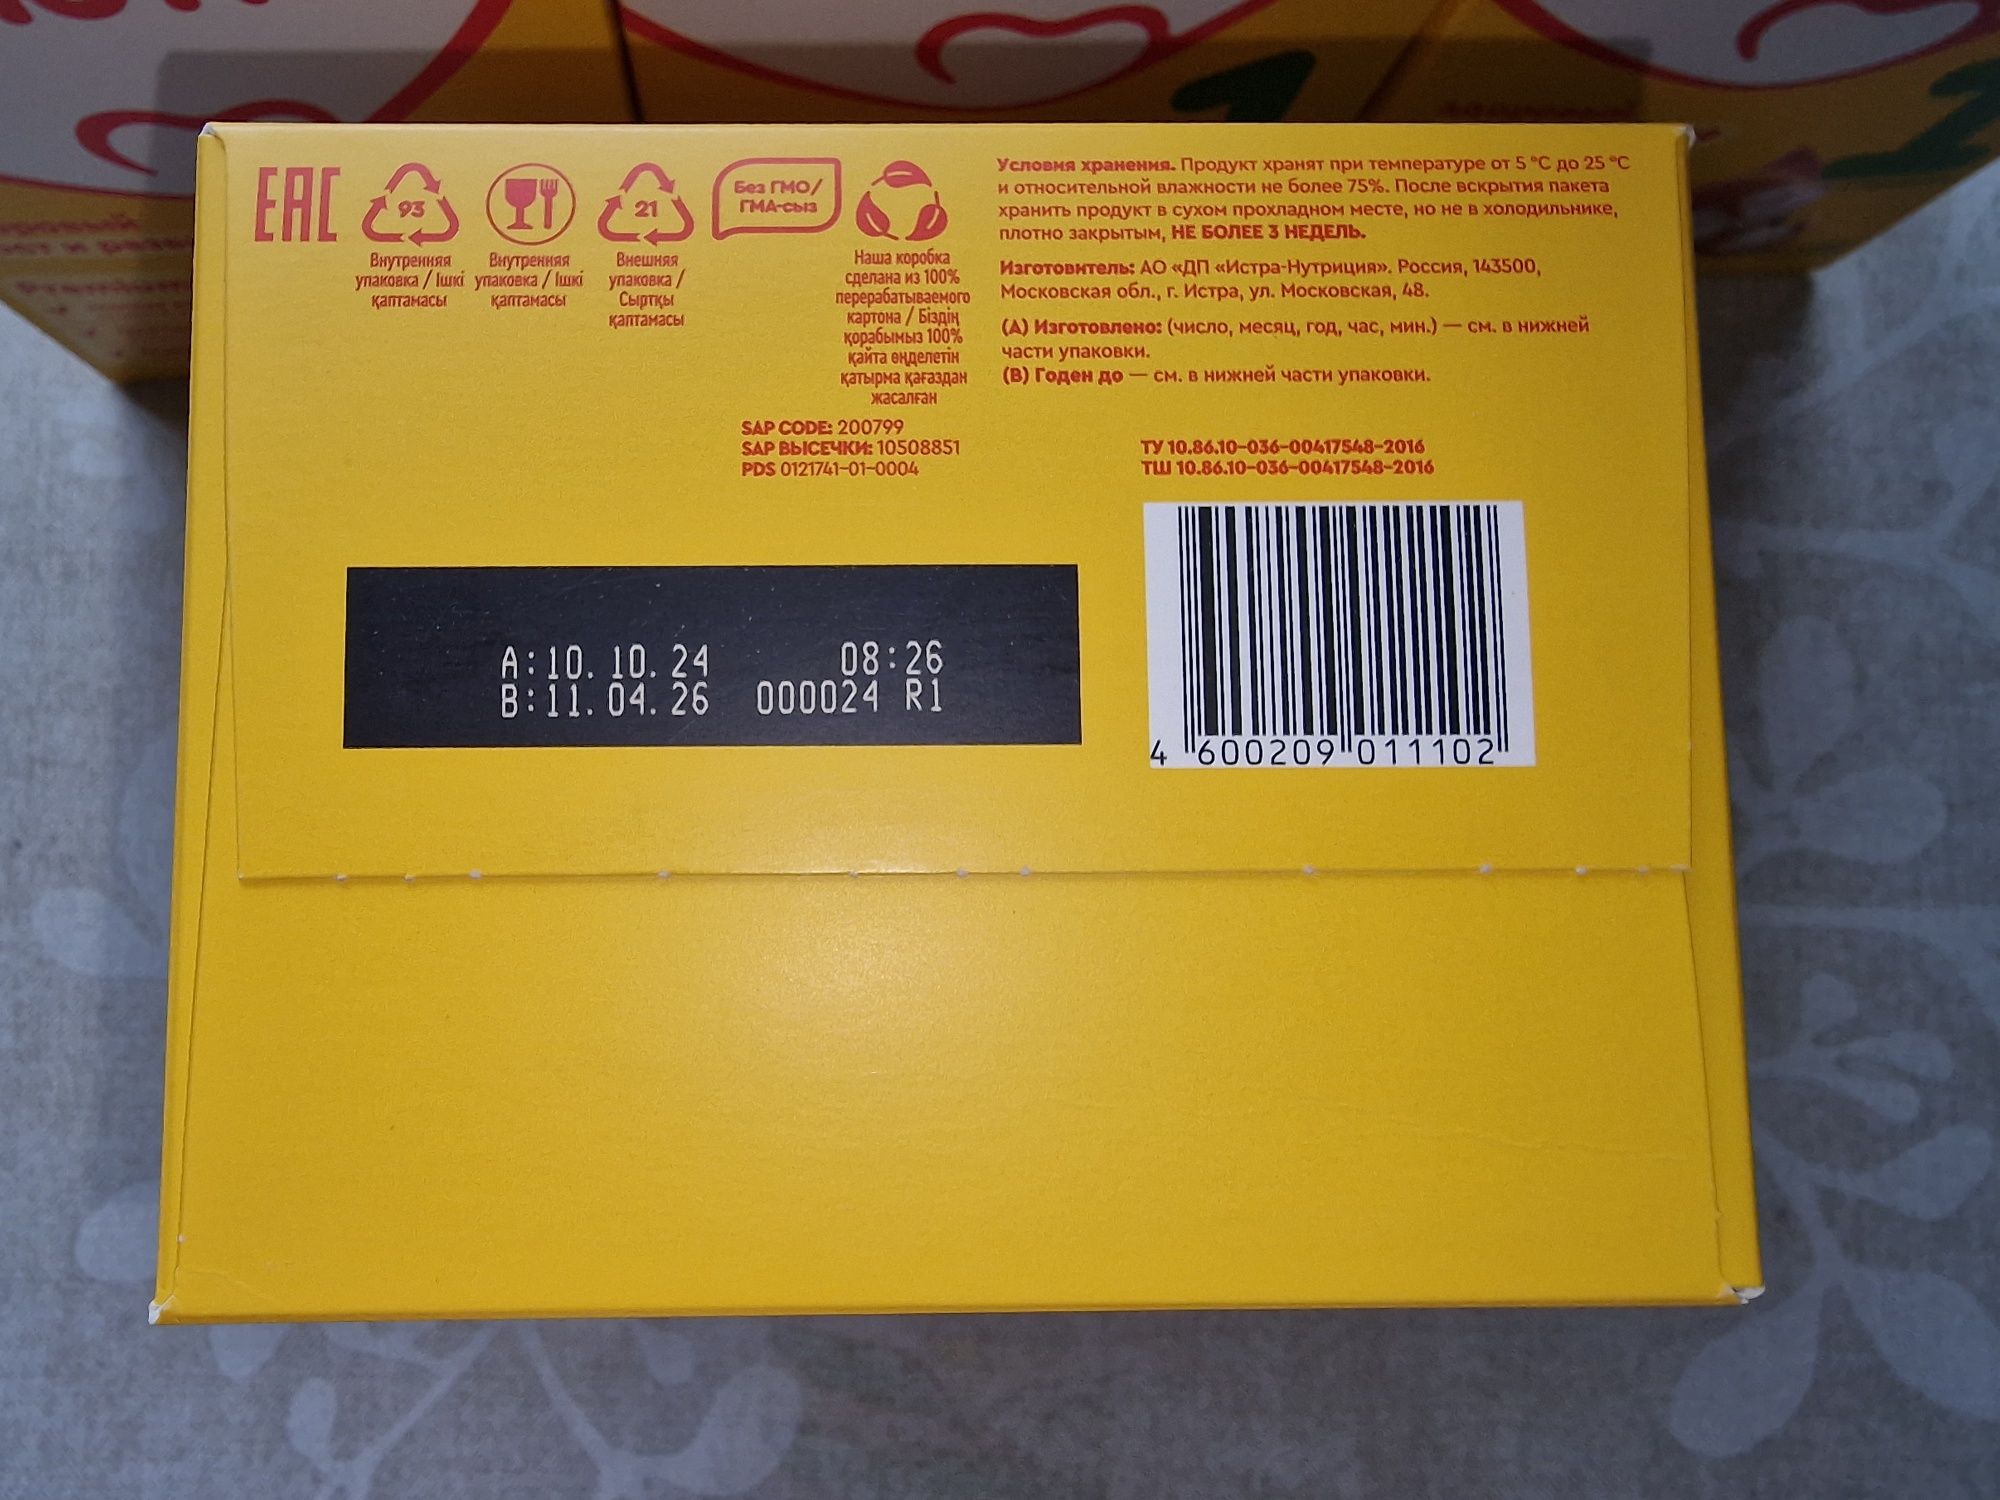 EAC
93
21
Без ГМО/
ГМА-сыз
Внутренняя
упаковка / Ішкі
қаптамасы
Внутренняя
упаковка / Ішкі
қаптамасы
Внешняя
упаковка /
Сыртқы
қаптамасы
Наша коробка
сделана из 100%
перерабатываемого
картона / Біздің
қорабымыз 100%
қайта өңделетін
қатырма қағаздан
жасалған
Условия хранения. Продукт хранят при температуре от 5 °С до 25 °С
и относительной влажности не более 75%. После вскрытия пакета
хранить продукт в сухом прохладном месте, но не в холодильнике,
плотно закрытым, НЕ БОЛЕЕ 3 НЕДЕЛЬ.
Изготовитель: АО «ДП «Истра-Нутриция». Россия, 143500,
Московская обл., г. Истра, ул. Московская, 48.
(А) Изготовлено: (число, месяц, год, час, мин.) — см. в нижней
части упаковки.
(В) Годен до — см. в нижней части упаковки.
SAP CODE: 200799
SAP ВЫСЕЧКИ: 10508851
PDS 0121741-01-0004
ТУ 10.86.10-036-00417548-2016
ТШ 10.86.10-036-00417548-2016
A:10.10.24 08:26
B:11.04.26 000024 R1
4 600209 011102
1